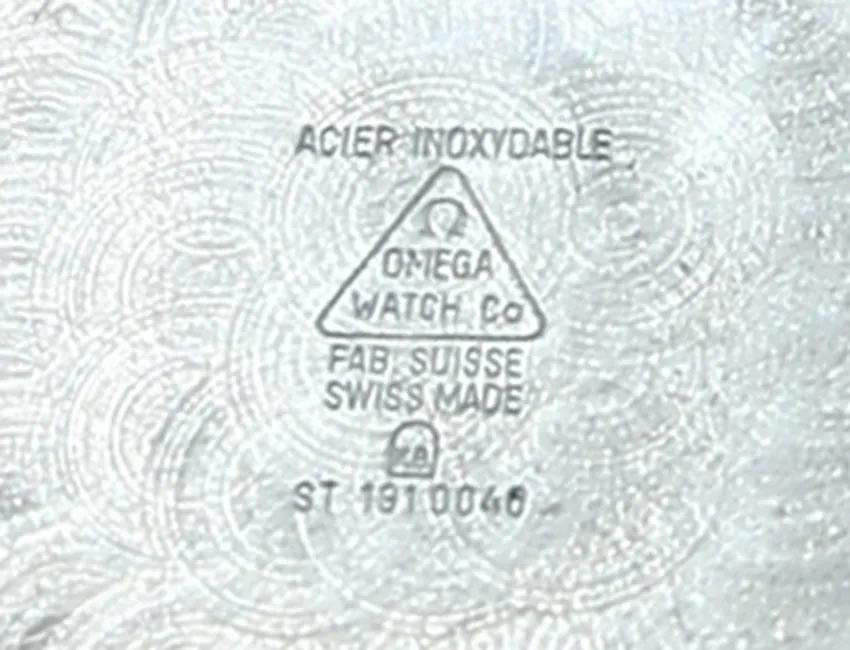 ACIER INOXYDABLE
Ω
OMEGA
WATCH Co
FAB. SUISSE
SWISS MADE
ST 191 0046